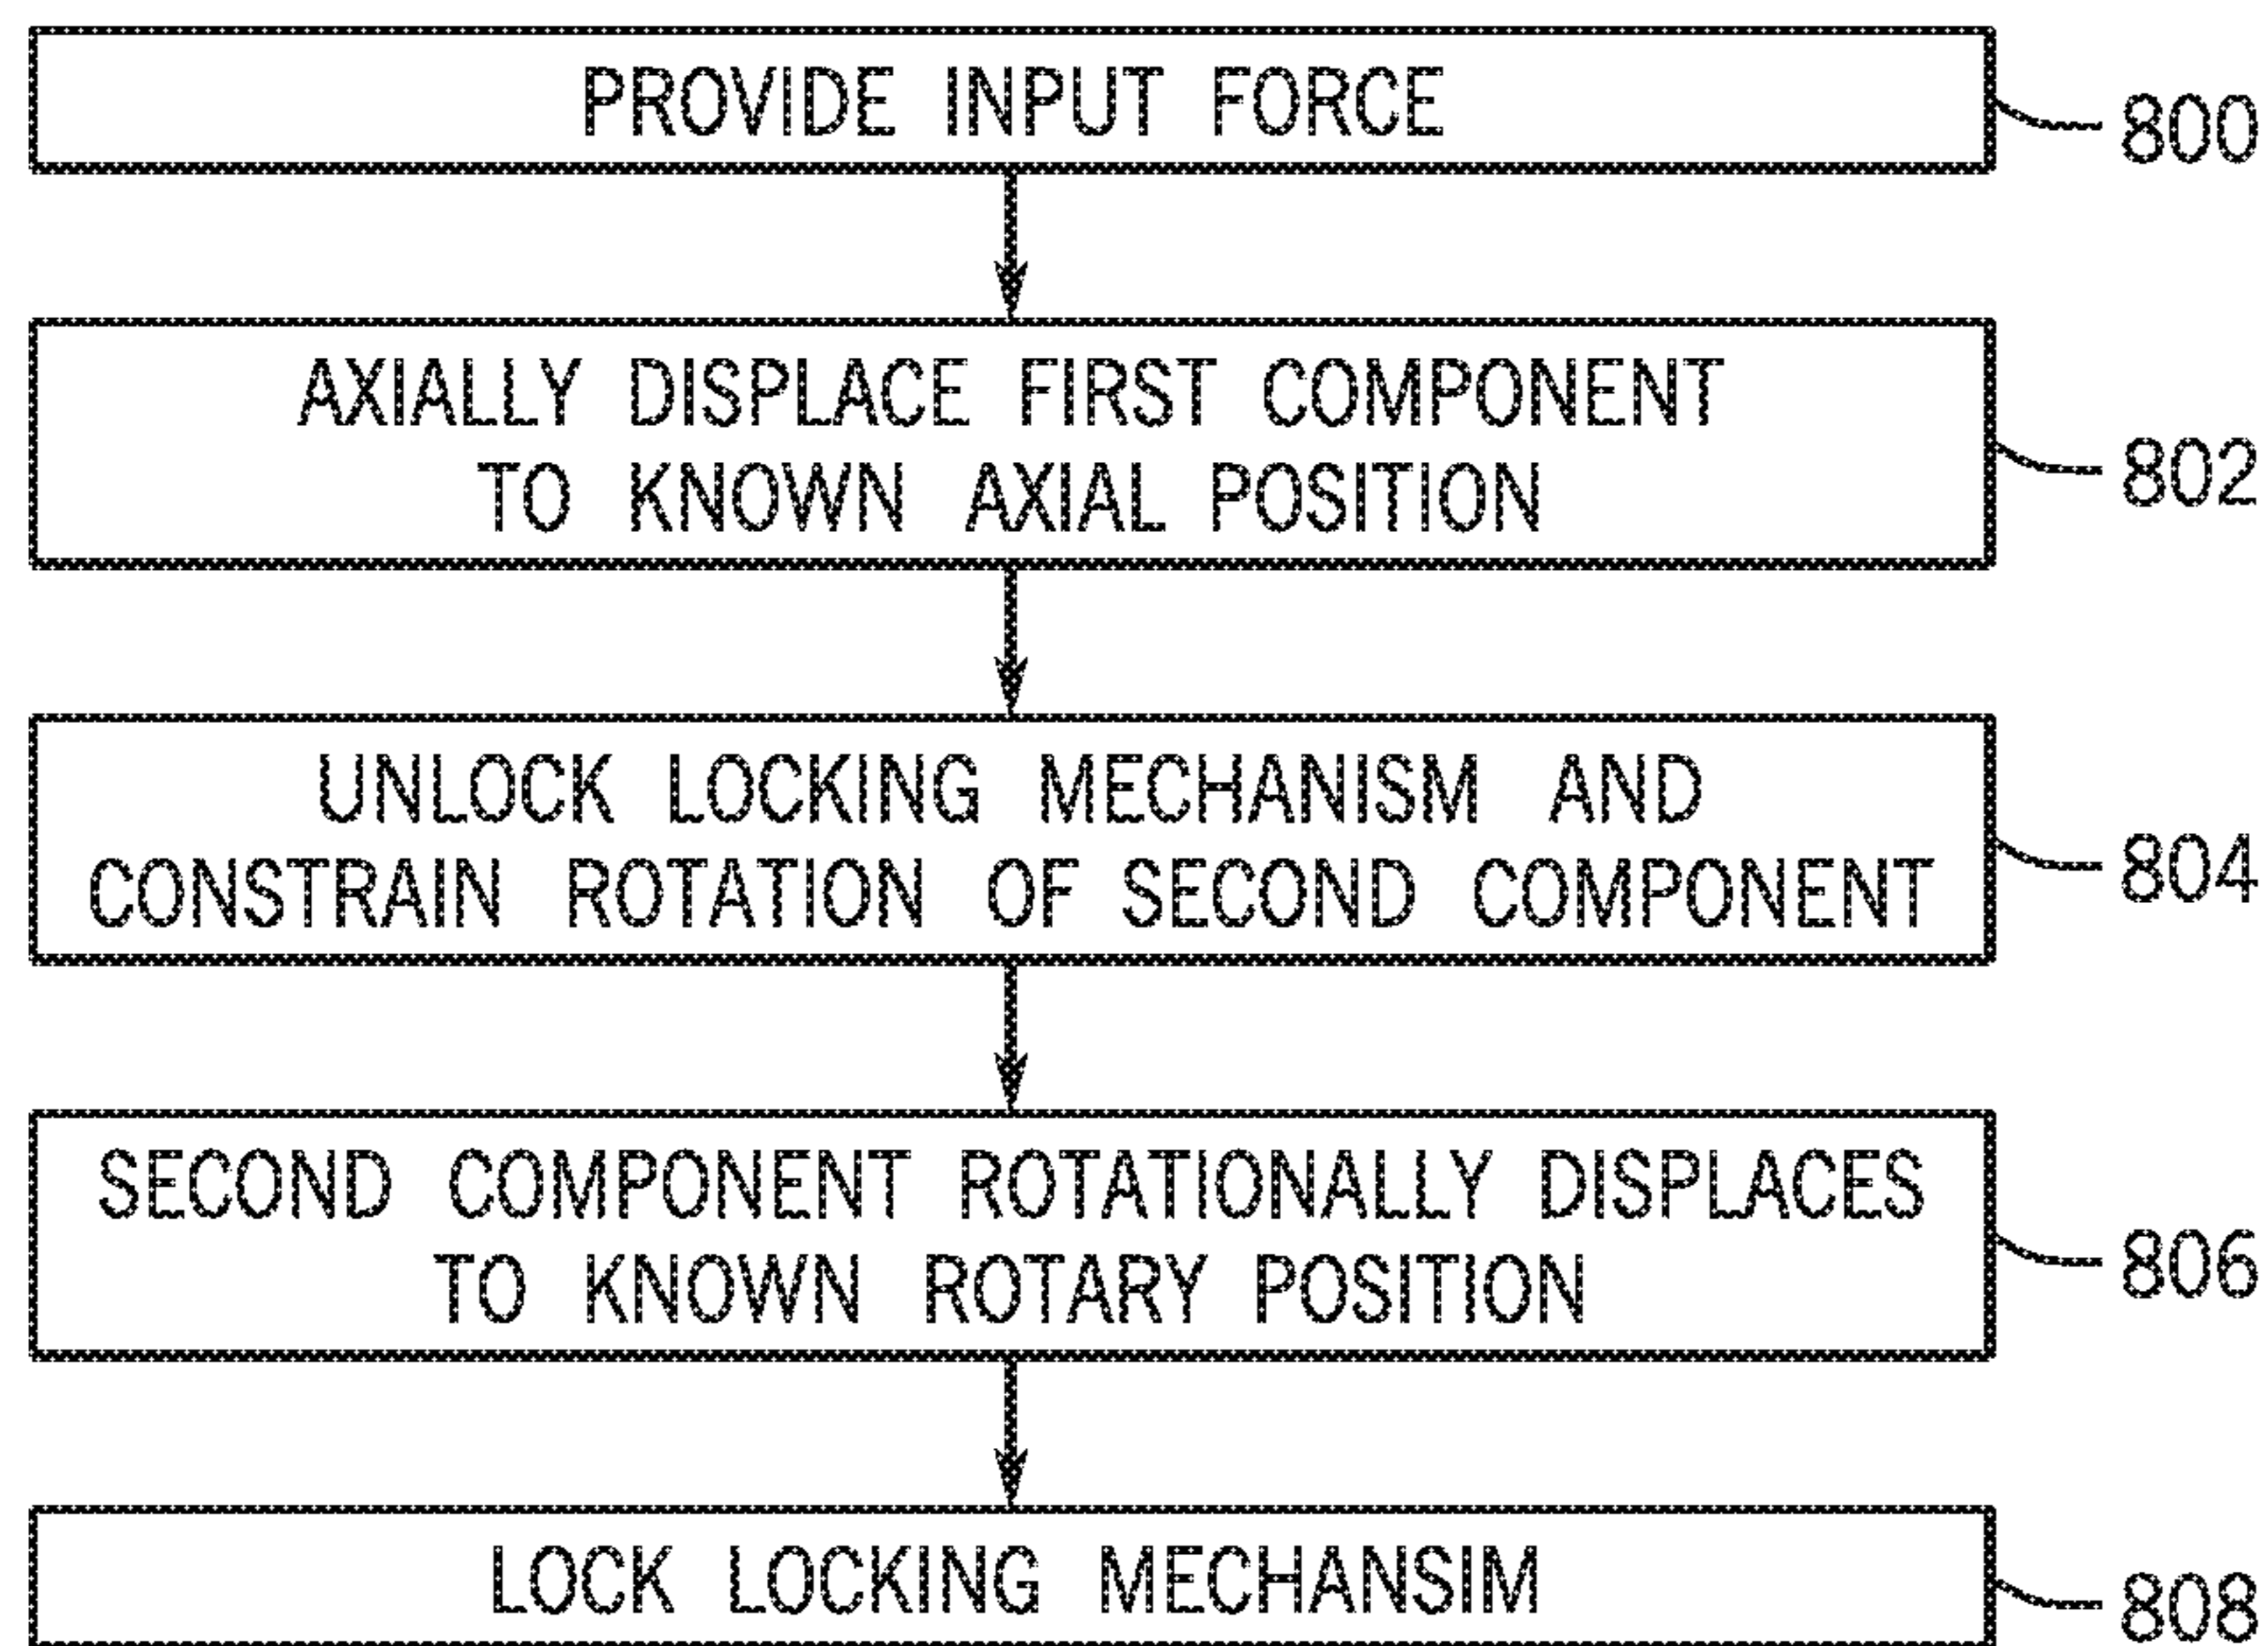 PROVIDE INPUT FORCE
800
AXIALLY DISPLACE FIRST COMPONENT
TO KNOWN AXIAL POSITION
802
UNLOCK LOCKING MECHANISM AND
CONSTRAIN ROTATION OF SECOND COMPONENT
804
SECOND COMPONENT ROTATIONALLY DISPLACES
TO KNOWN ROTARY POSITION
806
LOCK LOCKING MECHANSIM
808